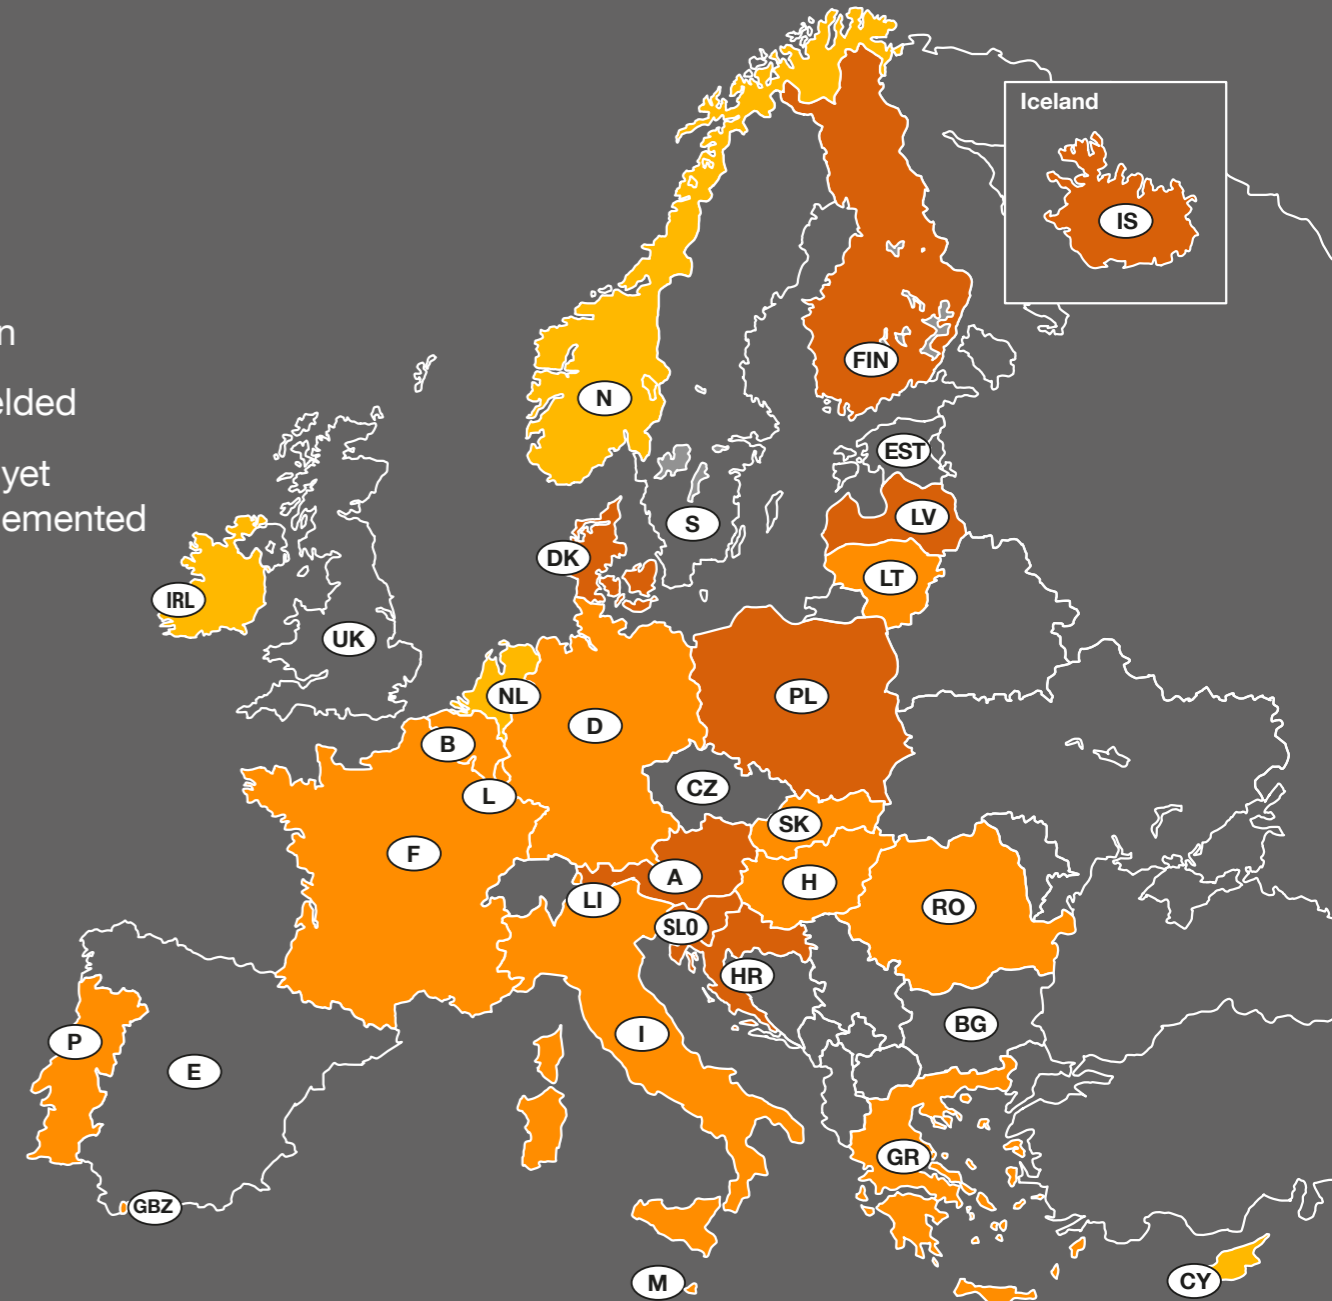 Iceland
IS
n
elded
yet
emented
FIN
N
EST
LV
S
DK
LT
IRL
UK
NL
PL
D
B
CZ
L
SK
F
A
H
LI
RO
SLO
HR
BG
I
P
E
GR
GBZ
M
CY